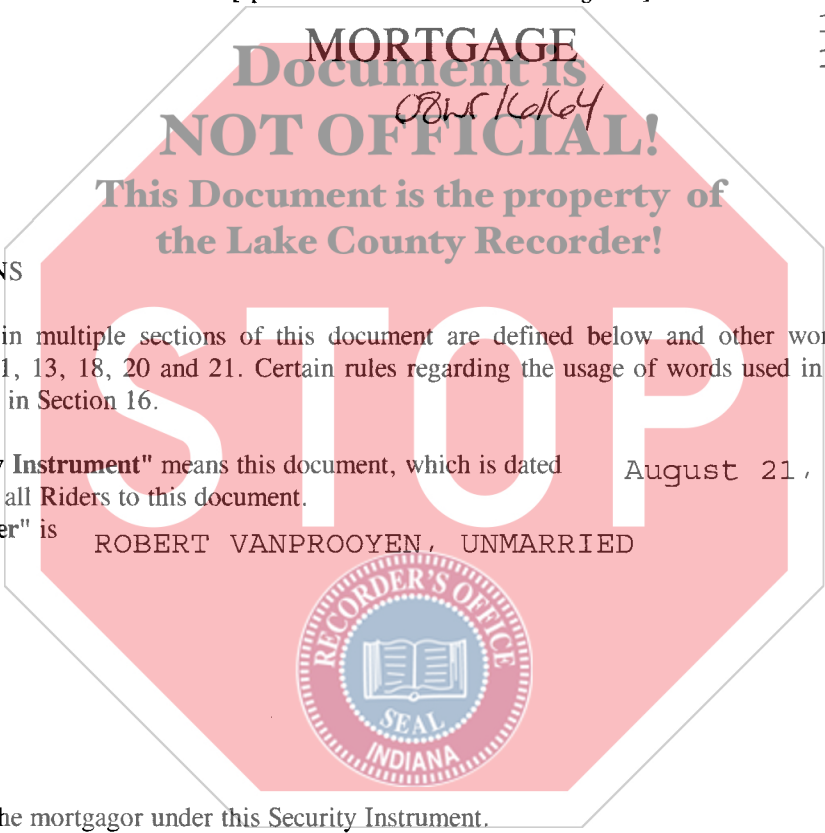 MORTGAGE
Document is
NOT OFFICIAL!
This Document is the property of
the Lake County Recorder!
NS
in multiple sections of this document are defined below and other wor
1, 13, 18, 20 and 21. Certain rules regarding the usage of words used in
in Section 16.
Instrument" means this document, which is dated August 21,
all Riders to this document.
er" is
ROBERT VANPROOYEN, UNMARRIED
STOP
RECORDER'S OFFICE
SEAL
INDIANA
he mortgagor under this Security Instrument.